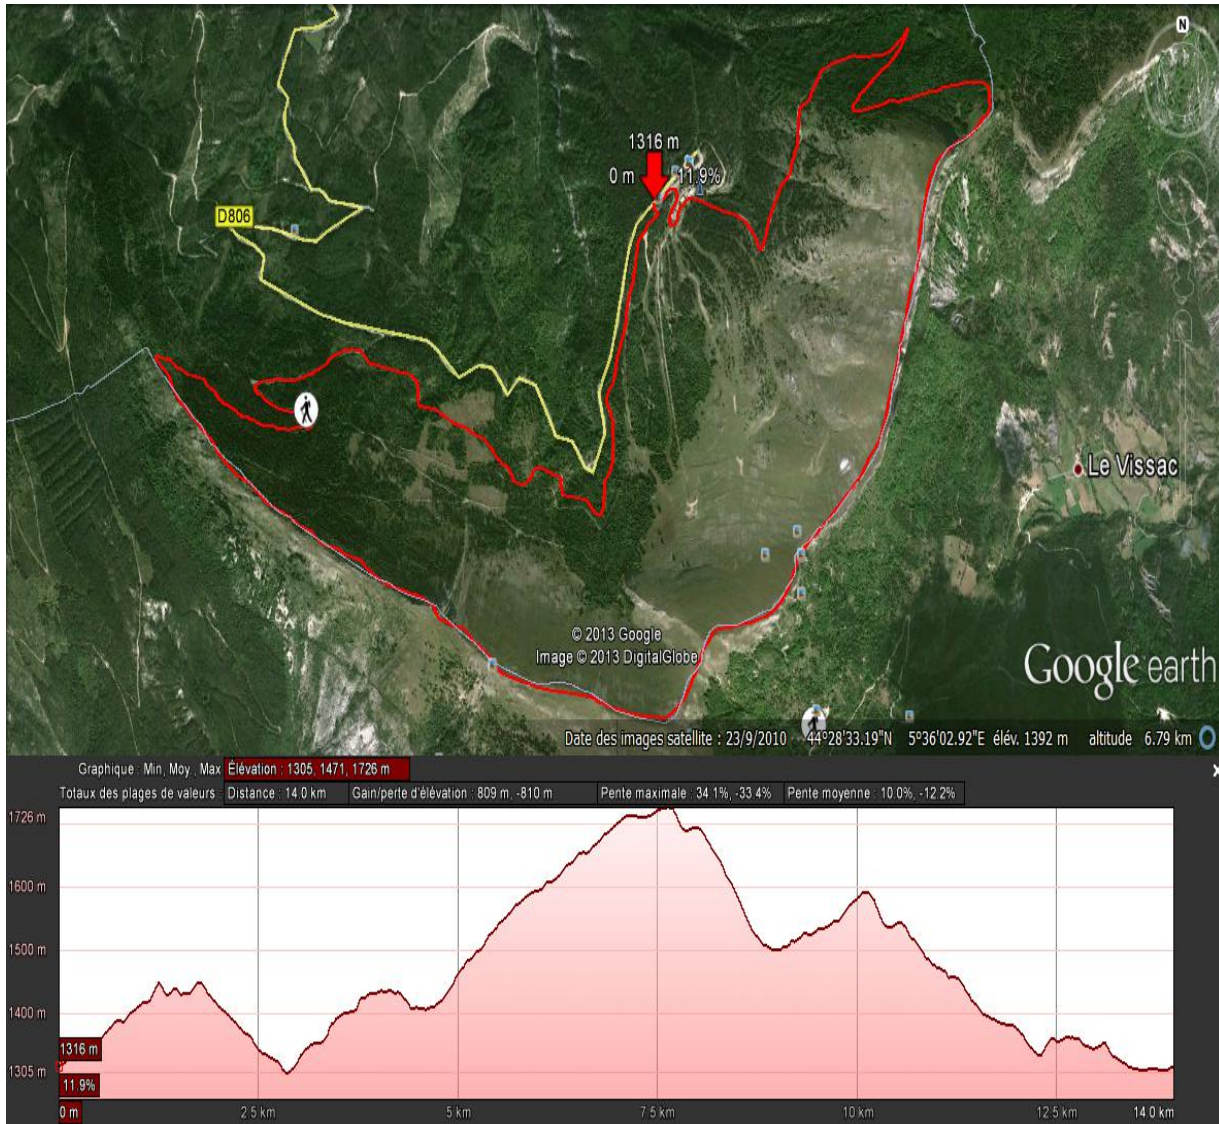 N
1316 m
0 m
11.9%
D806
Le Vissac
© 2013 Google
Image © 2013 DigitalGlobe
Google earth
Date des images satellite : 23/9/2010 44°28'33.19"N 5°36'02.92"E élév. 1392 m altitude 6.79 km
Graphique : Min, Moy., Max Élévation : 1305, 1471, 1726 m
Totaux des plages de valeurs : Distance : 14.0 km Gain/perte d'élévation : 809 m, -810 m Pente maximale : 34.1%, -33.4% Pente moyenne : 10.0%, -12.2%
1726 m
1600 m
1500 m
1400 m
1316 m
1305 m
11.9%
0 m 2.5 km 5 km 7.5 km 10 km 12.5 km 14.0 km